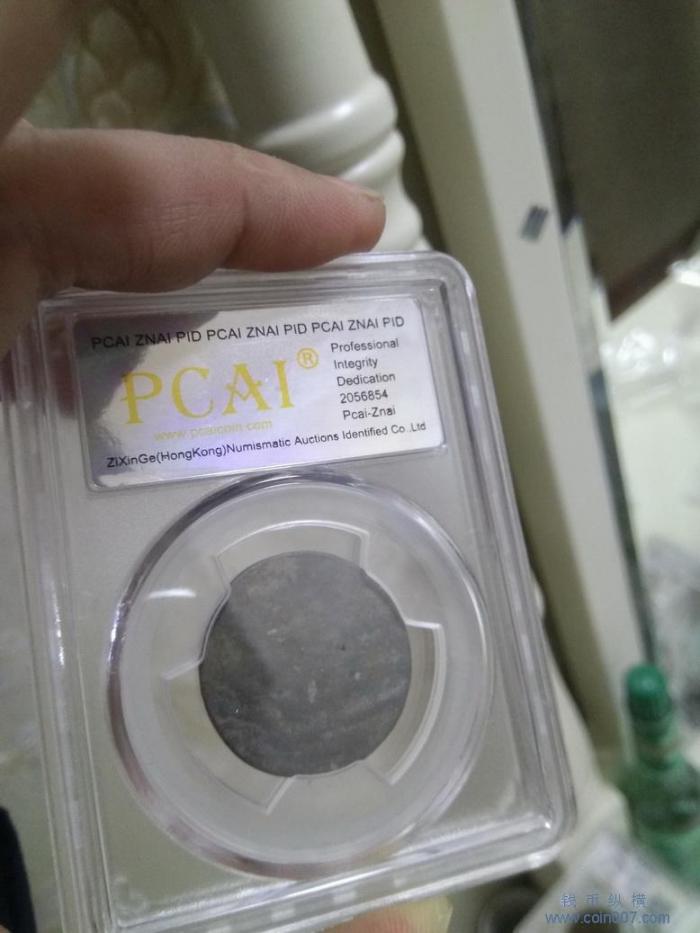 PCAI ZNAI PID PCAI ZNAI PID PCAI ZNAI PID
PCAI®
www.pcaicoin.com
Professional
Integrity
Dedication
2056854
Pcai-Znai
ZiXinGe(HongKong)Numismatic Auctions Identified Co.,Ltd
钱币纵横
www.coin007.com